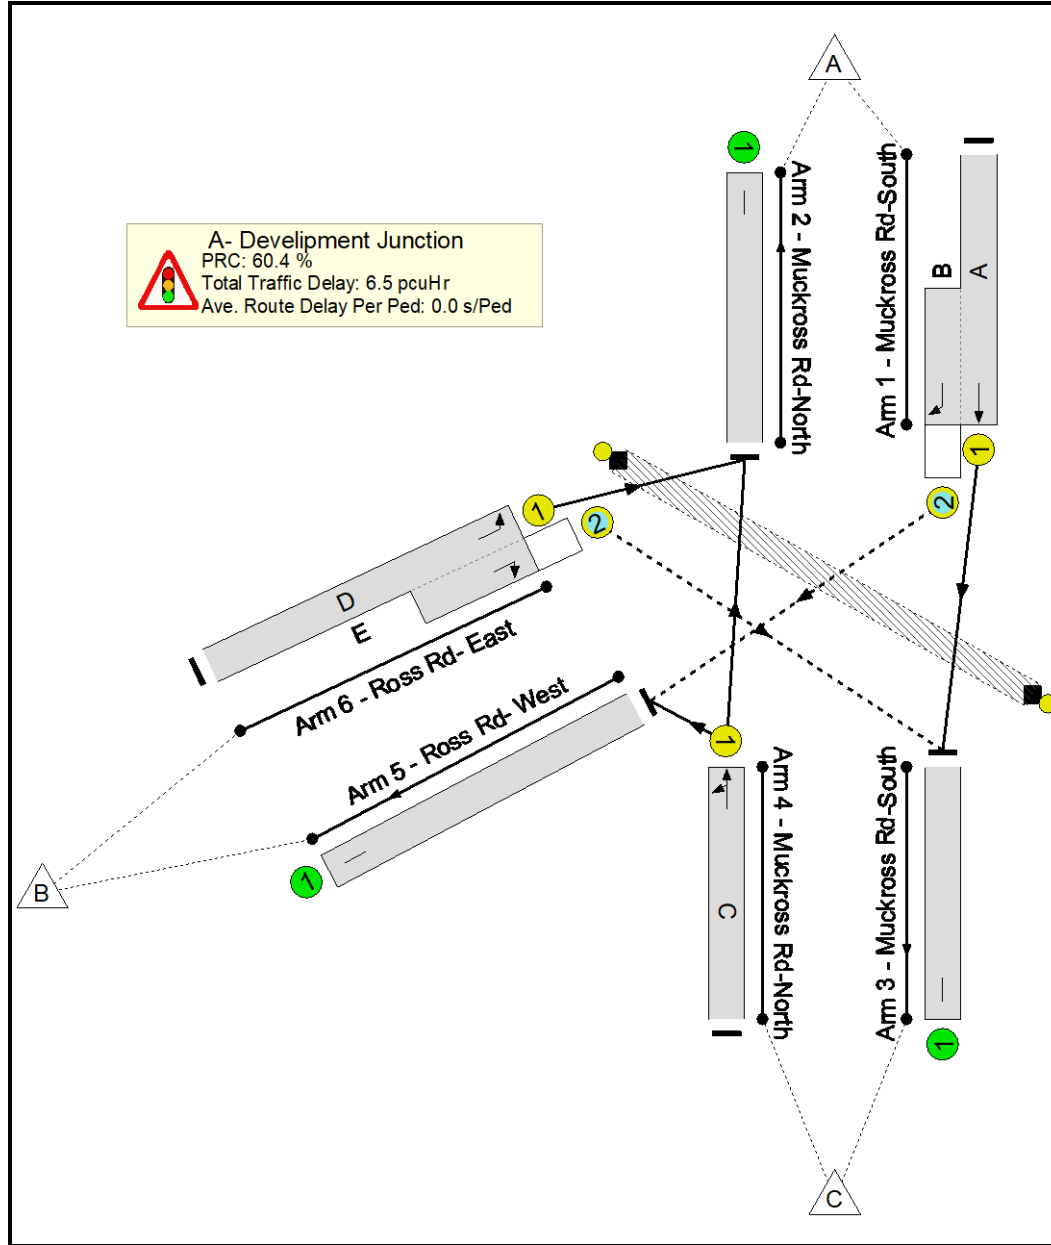 A
1
Arm 2 - Muckross Rd-North
Arm 1 - Muckross Rd-South
B
A
A- Develipment Junction
PRC: 60.4 %
Total Traffic Delay: 6.5 pcuHr
Ave. Route Delay Per Ped: 0.0 s/Ped
1
2
1
2
D
E
Arm 6 - Ross Rd- East
Arm 5 - Ross Rd- West
1
1
B
C
Arm 4 - Muckross Rd-North
Arm 3 - Muckross Rd-South
1
C